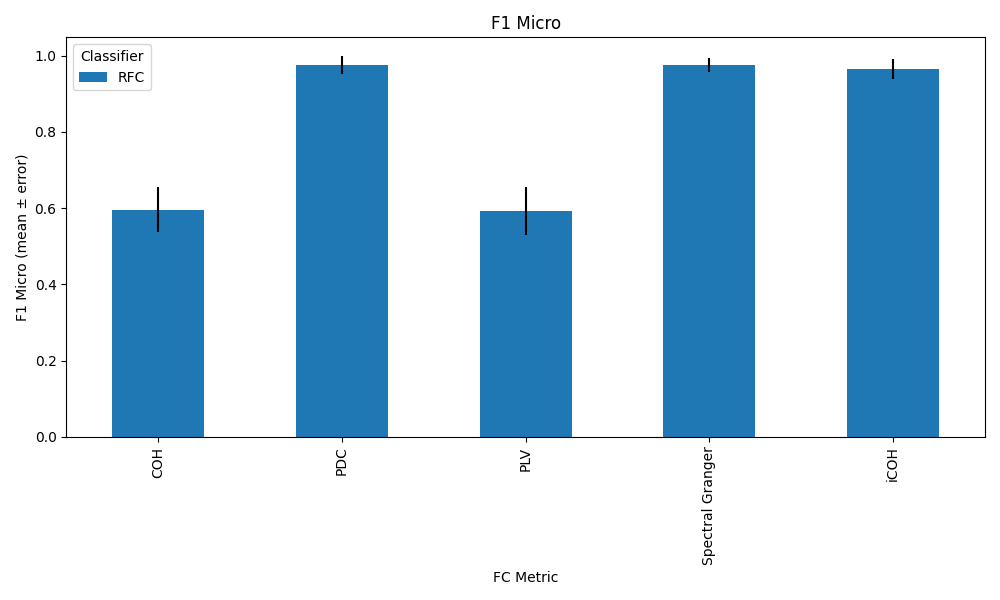 F1 Micro
Classifier
RFC
F1 Micro (mean ± error)
1.0
0.8
0.6
0.4
0.2
0.0
COH
PDC
PLV
Spectral Granger
iCOH
FC Metric